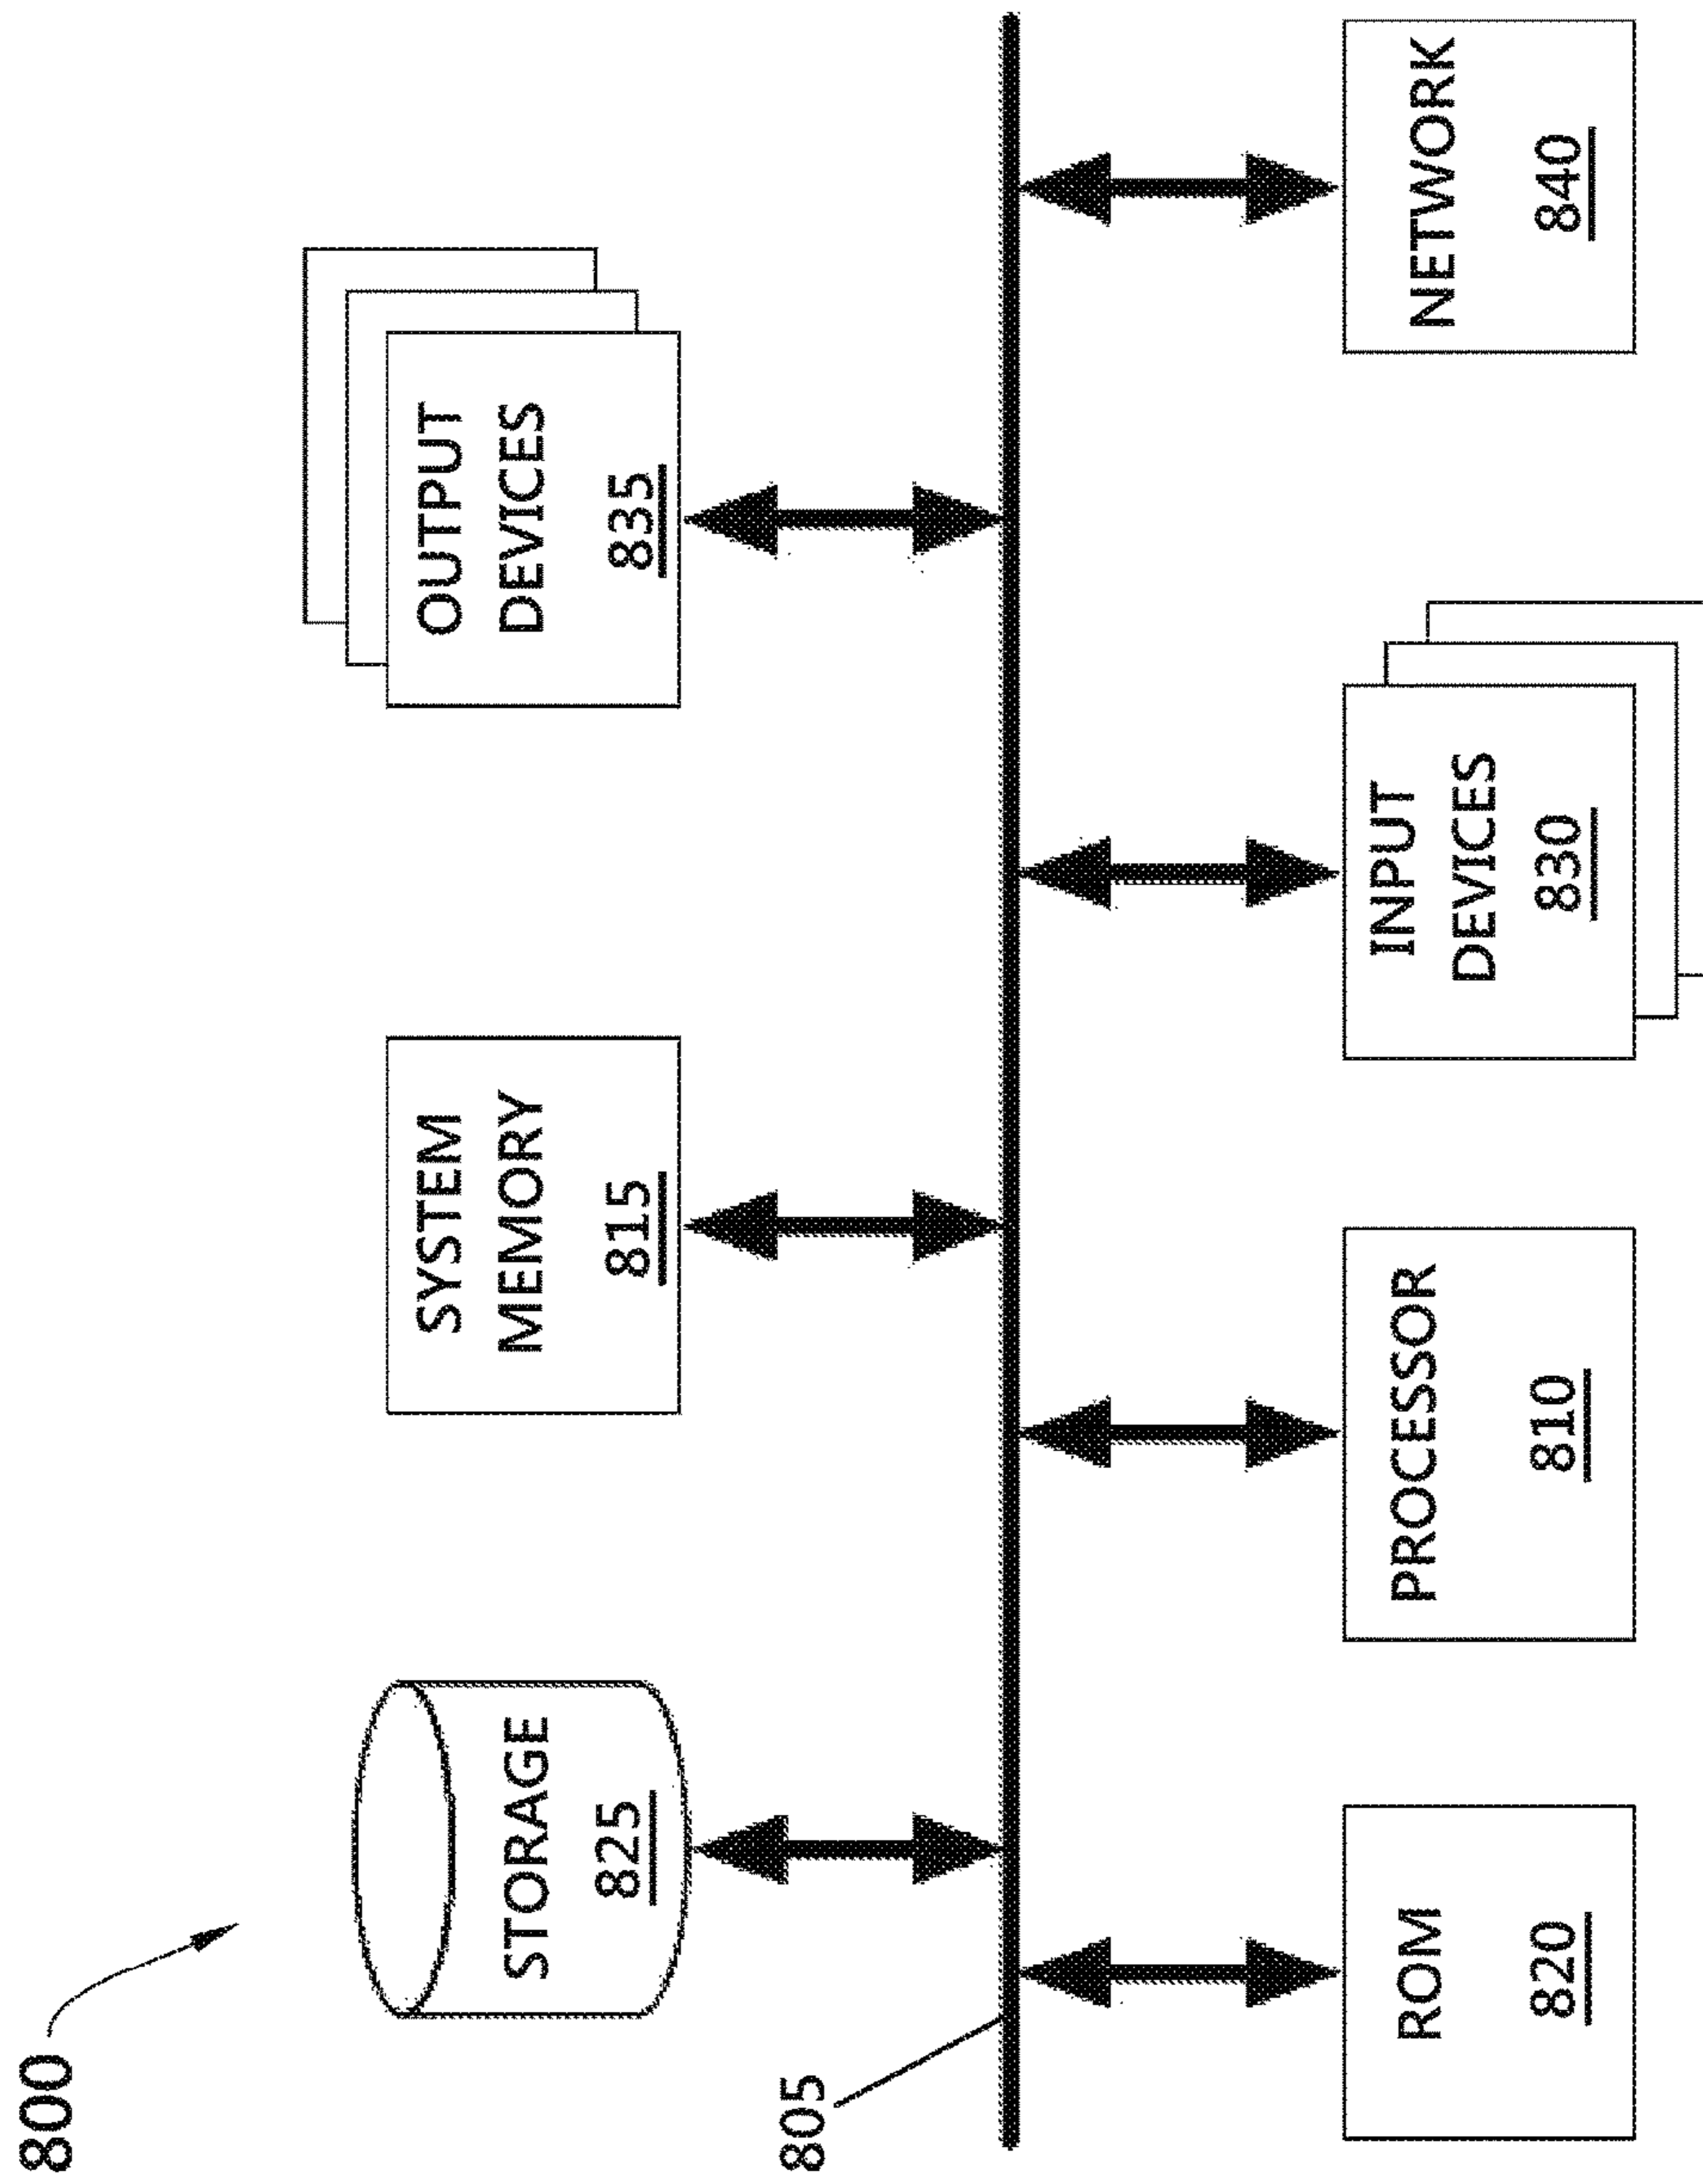 800
STORAGE
825
SYSTEM
MEMORY
815
OUTPUT
DEVICES
835
805
ROM
820
PROCESSOR
810
INPUT
DEVICES
830
NETWORK
840